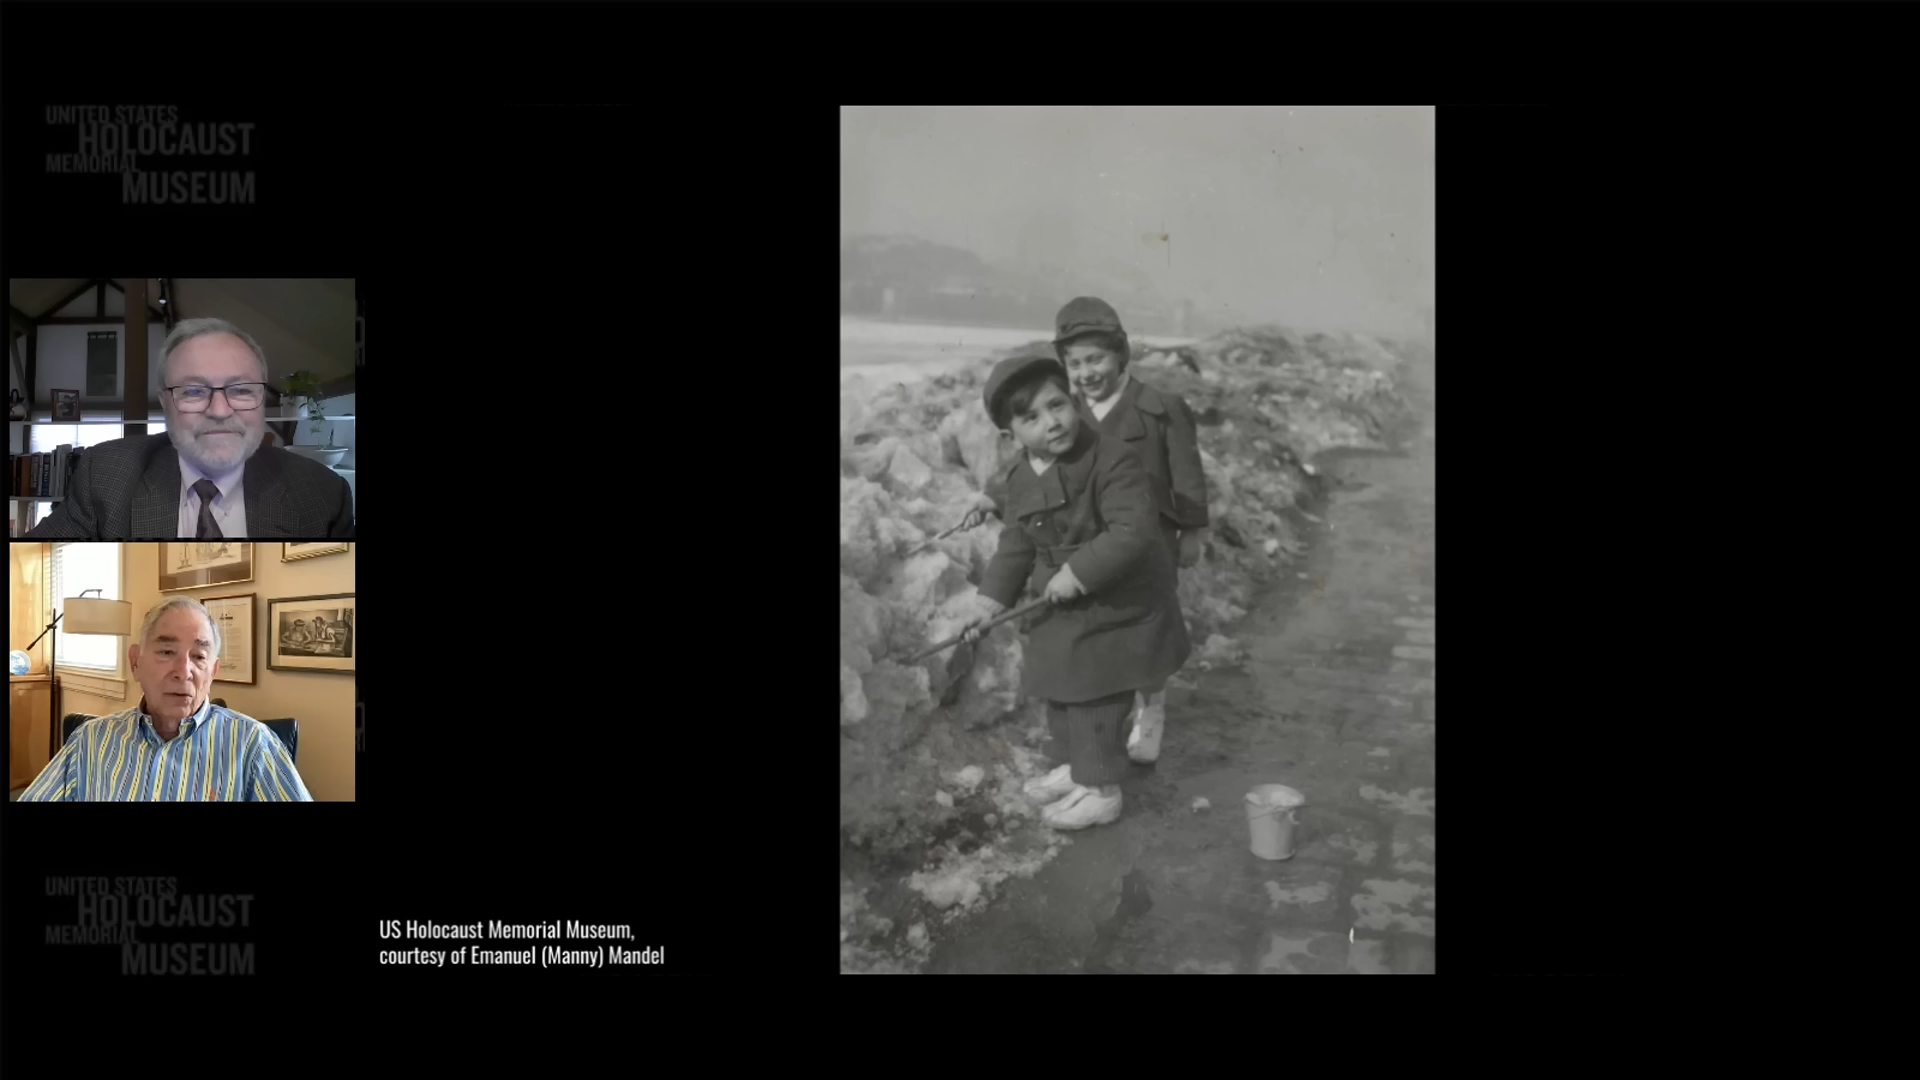 UNITED STATES
HOLOCAUST
MEMORIAL
MUSEUM
UNITED STATES
HOLOCAUST
MEMORIAL
MUSEUM
US Holocaust Memorial Museum,
courtesy of Emanuel (Manny) Mandel